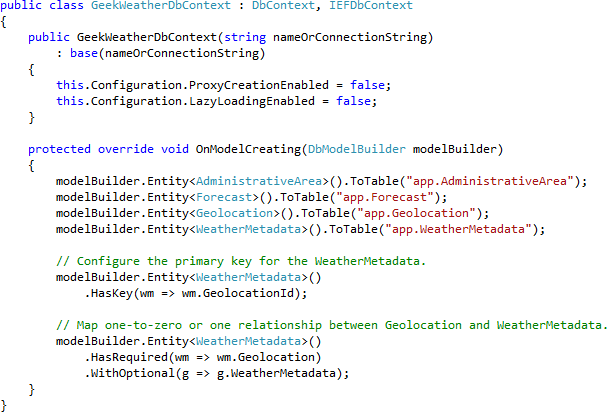 public class GeekWeatherDbContext : DbContext, IEFDbContext
{
    public GeekWeatherDbContext(string nameOrConnectionString)
        : base(nameOrConnectionString)
    {
        this.Configuration.ProxyCreationEnabled = false;
        this.Configuration.LazyLoadingEnabled = false;
    }

    protected override void OnModelCreating(DbModelBuilder modelBuilder)
    {
        modelBuilder.Entity<AdministrativeArea>().ToTable("app.AdministrativeArea");
        modelBuilder.Entity<Forecast>().ToTable("app.Forecast");
        modelBuilder.Entity<Geolocation>().ToTable("app.Geolocation");
        modelBuilder.Entity<WeatherMetadata>().ToTable("app.WeatherMetadata");

        // Configure the primary key for the WeatherMetadata.
        modelBuilder.Entity<WeatherMetadata>()
            .HasKey(wm => wm.GeolocationId);

        // Map one-to-zero or one relationship between Geolocation and WeatherMetadata.
        modelBuilder.Entity<WeatherMetadata>()
            .HasRequired(wm => wm.Geolocation)
            .WithOptional(g => g.WeatherMetadata);
    }
}